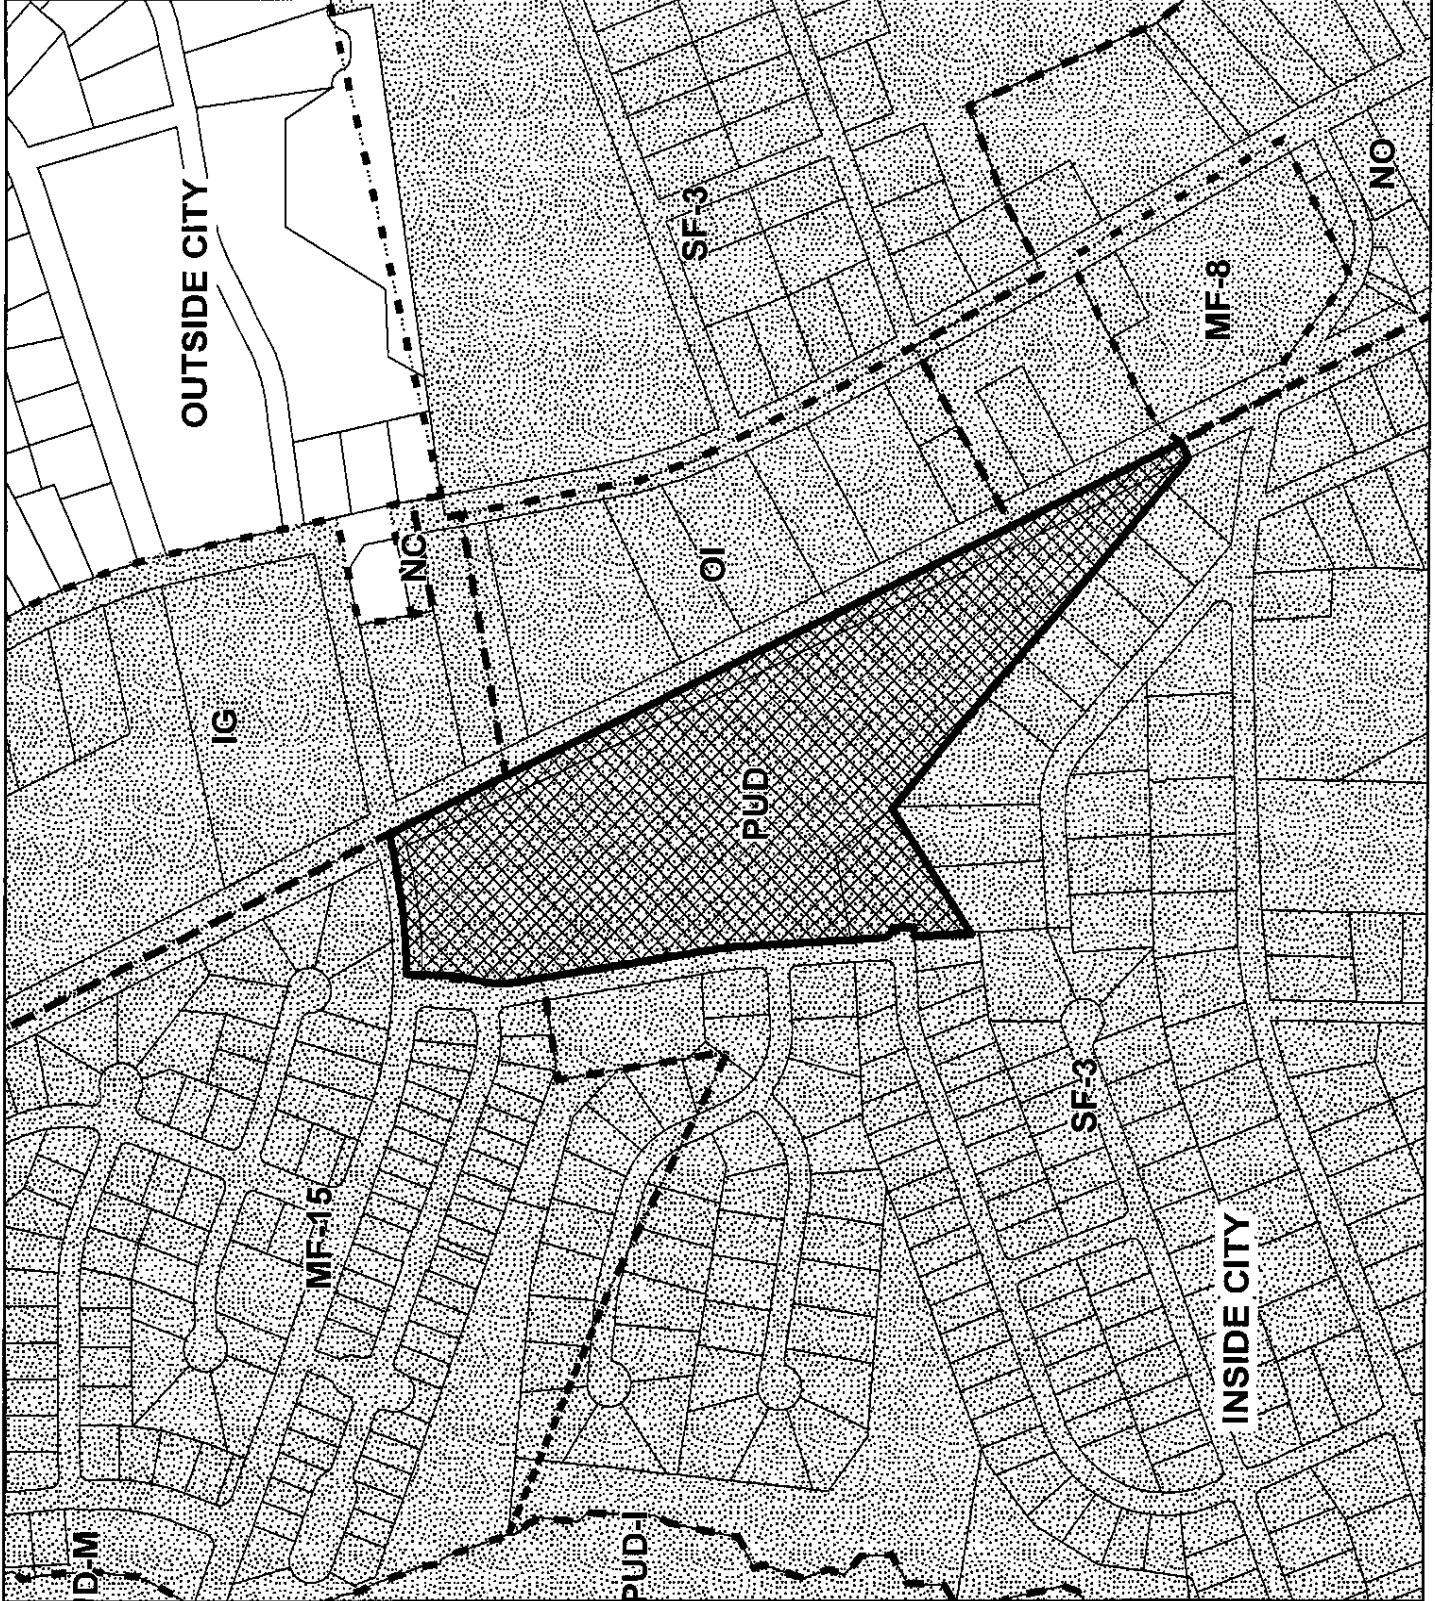 OUTSIDE CITY
SF-3
NO
MF-8
NC
OI
IG
PUD
MF-15
SF-3
INSIDE CITY
D-M
PUD-I